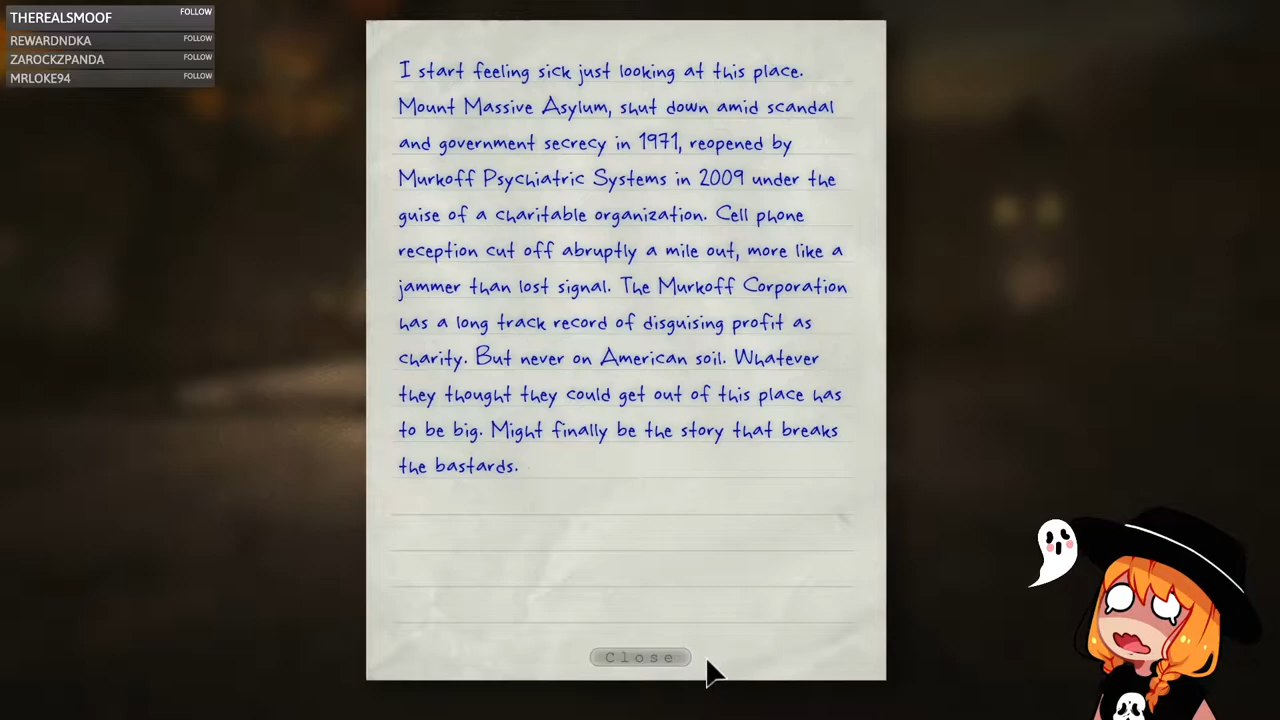 THEREALSMOOF FOLLOW
REWARDNDKA FOLLOW
ZAROCKZPANDA FOLLOW
MRLOKE94 FOLLOW
I start feeling sick just looking at this place.
Mount Massive Asylum, shut down amid scandal
and government secrecy in 1971, reopened by
Murkoff Psychiatric Systems in 2009 under the
guise of a charitable organization. Cell phone
reception cut off abruptly a mile out, more like a
jammer than lost signal. The Murkoff Corporation
has a long track record of disguising profit as
charity. But never on American soil. Whatever
they thought they could get out of this place has
to be big. Might finally be the story that breaks
the bastards.
Close